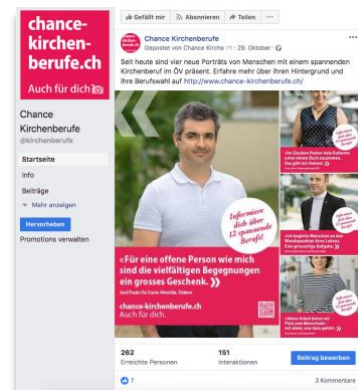 chance-
kirchen-
berufe.ch
Auch für dich
Chance
Kirchenberufe
@kirchenberufe
Startseite
Info
Beiträge
Mehr anzeigen
Hervorheben
Promotions verwalten
Gefällt mir Abonnieren Teilen ...
Chance Kirchenberufe
Gepostet von Chance Kirche · 28. Oktober ·
Seit heute sind vier neue Porträts von Menschen mit einem spannenden
Kirchenberuf im ÖV präsent. Erfahre mehr über ihren Hintergrund und
ihre Berufswahl auf http://www.chance-kirchenberufe.ch/
Informiere
dich über
12 spannende
Berufe!
«Für eine offene Person wie mich
sind die vielfältigen Begegnungen
ein grosses Geschenk.»
chance-kirchenberufe.ch
Auch für dich.
262
Erreichte Personen
151
Interaktionen
Beitrag bewerben
7
3 Kommentare